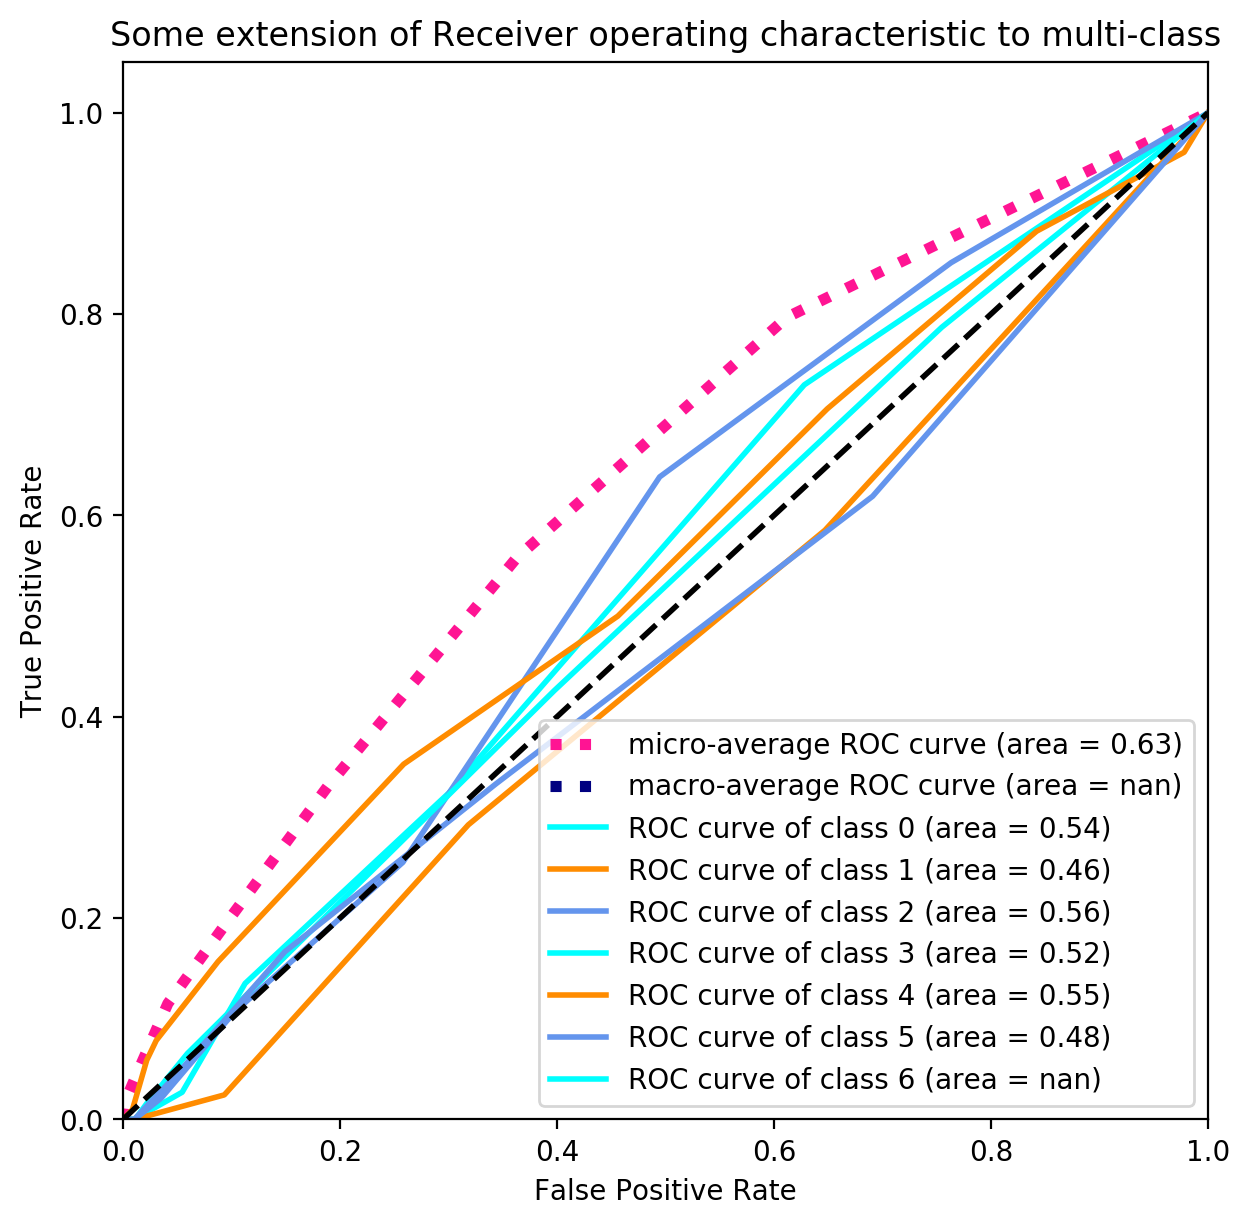 Some extension of Receiver operating characteristic to multi-class
1.0
0.8
0.6
0.4
0.2
0.0
True Positive Rate
micro-average ROC curve (area = 0.63)
macro-average ROC curve (area = nan)
ROC curve of class 0 (area = 0.54)
ROC curve of class 1 (area = 0.46)
ROC curve of class 2 (area = 0.56)
ROC curve of class 3 (area = 0.52)
ROC curve of class 4 (area = 0.55)
ROC curve of class 5 (area = 0.48)
ROC curve of class 6 (area = nan)
0.0 0.2 0.4 0.6 0.8 1.0
False Positive Rate